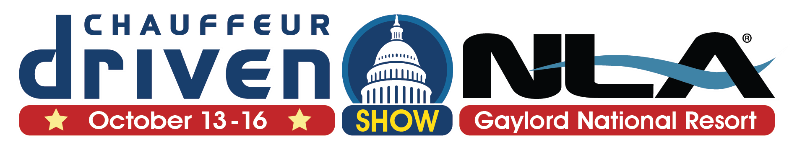 CHAUFFEUR
driven
October 13-16
SHOW
NLA®
Gaylord National Resort